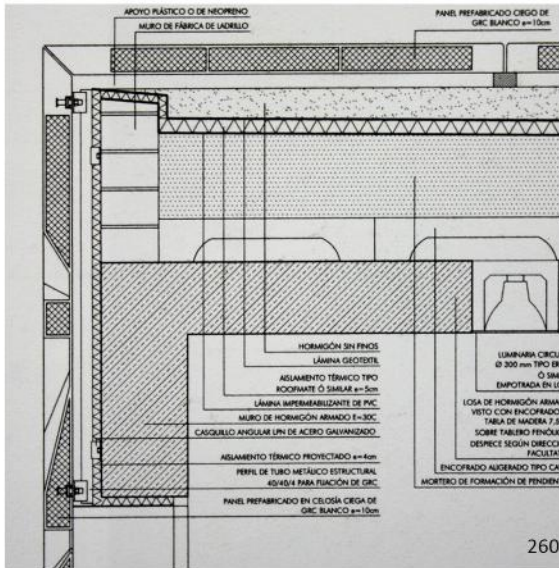 APOYO PLÁSTICO O DE NEOPRENO
MURO DE FÁBRICA DE LADRILLO
PANEL PREFABRICADO CIEGO DE
GRC BLANCO e=10cm
HORMIGÓN SIN FINOS
LÁMINA GEOTEXTIL
AISLAMIENTO TÉRMICO TIPO
ROOFMATE Ó SIMILAR e=5cm
LÁMINA IMPERMEABILIZANTE DE PVC
MURO DE HORMIGÓN ARMADO E=30C
CASQUILLO ANGULAR LPN DE ACERO GALVANIZADO
AISLAMIENTO TÉRMICO PROYECTADO e=4cm
PERFIL DE TUBO METÁLICO ESTRUCTURAL
40/40/4 PARA FIJACIÓN DE GRC
PANEL PREFABRICADO EN CELOSÍA CIEGA DE
GRC BLANCO e=10cm
LUMINARIA CIRCU
Ø 200 mm TIPO ER
Ó SIMI
EMPOTRADA EN L
LOSA DE HORMIGÓN ARMA
VISTO CON ENCOFRADO
TABLA DE MADERA 7,5
SOBRE TABLERO FENÓLI
DESPIECE SEGÚN DIRECCI
FACULTAT
ENCOFRADO ALIGERADO TIPO CA
MORTERO DE FORMACIÓN DE PENDIEN
260